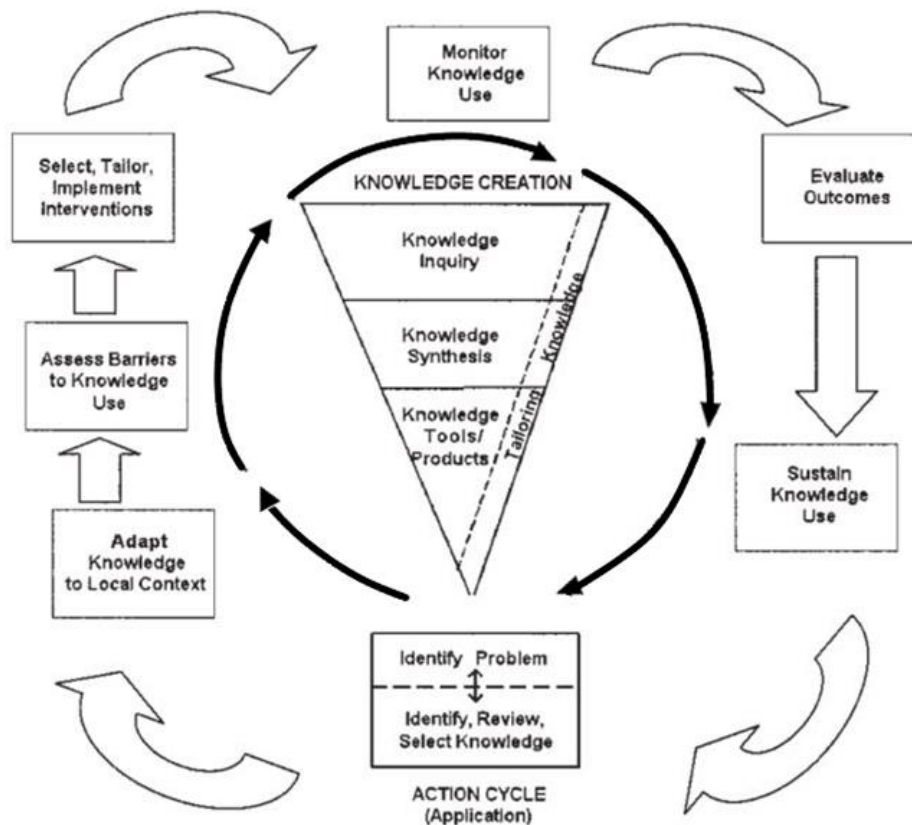 Monitor
Knowledge
Use
Select, Tailor,
Implement
Interventions
Evaluate
Outcomes
KNOWLEDGE CREATION
Knowledge
Inquiry
Knowledge
Synthesis
Knowledge
Tools/
Products
Tailoring Knowledge
Assess Barriers
to Knowledge
Use
Sustain
Knowledge
Use
Adapt
Knowledge
to Local Context
Identify Problem
Identify, Review,
Select Knowledge
ACTION CYCLE
(Application)